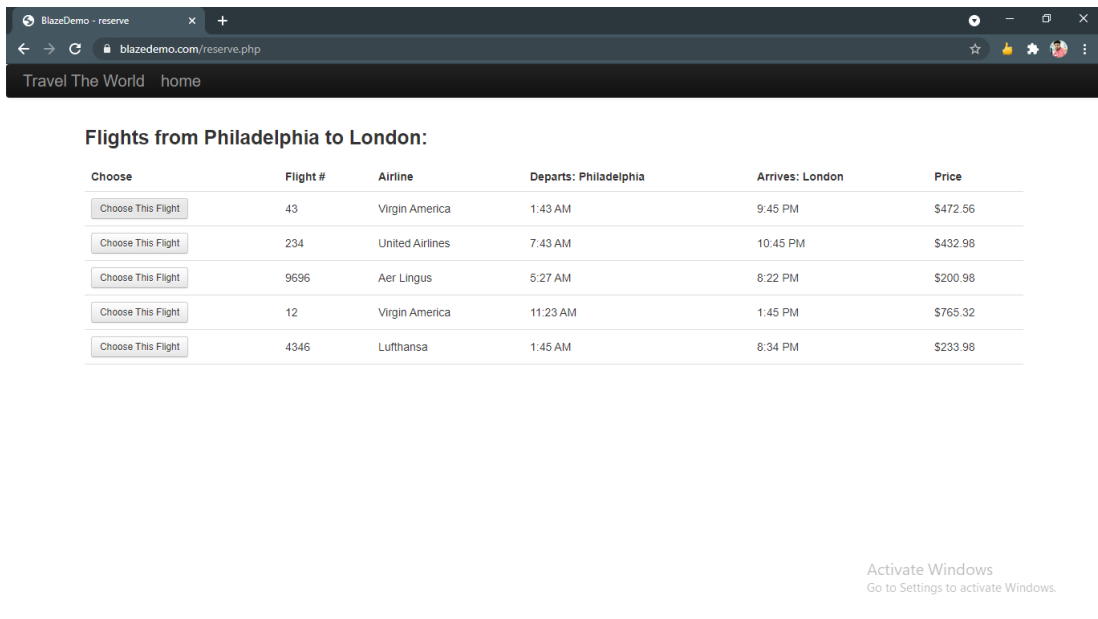 BlazeDemo - reserve
blazedemo.com/reserve.php
Travel The World home
Flights from Philadelphia to London:
Choose Flight # Airline Departs: Philadelphia Arrives: London Price
Choose This Flight 43 Virgin America 1:43 AM 9:45 PM $472.56
Choose This Flight 234 United Airlines 7:43 AM 10:45 PM $432.98
Choose This Flight 9696 Aer Lingus 5:27 AM 8:22 PM $200.98
Choose This Flight 12 Virgin America 11:23 AM 1:45 PM $765.32
Choose This Flight 4346 Lufthansa 1:45 AM 8:34 PM $233.98
Activate Windows
Go to Settings to activate Windows.